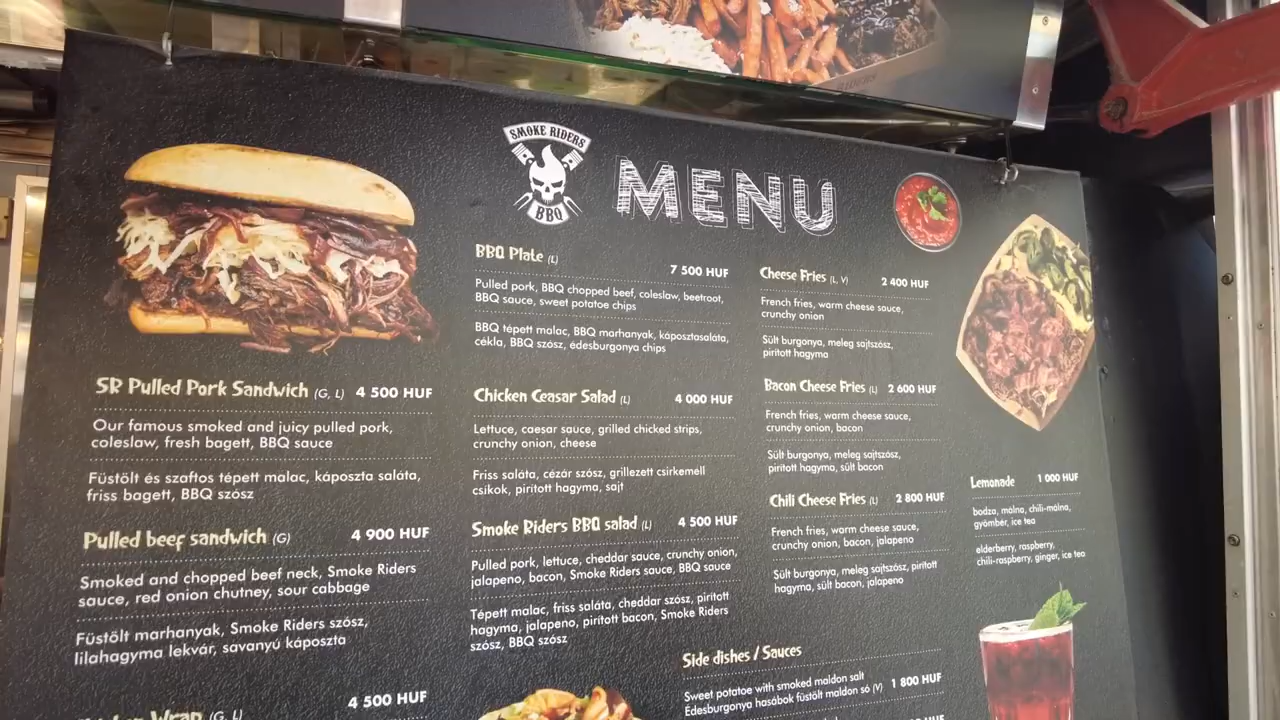 SMOKE RIDERS
BBQ
MENU
SR Pulled Pork Sandwich (G, L) 4 500 HUF
Our famous smoked and juicy pulled pork,
coleslaw, fresh bagett, BBQ sauce
Füstölt és szaftos tépett malac, káposzta saláta,
friss bagett, BBQ szósz
Pulled beef sandwich (G) 4 900 HUF
Smoked and chopped beef neck, Smoke Riders
sauce, red onion chutney, sour cabbage
Füstölt marhanyak, Smoke Riders szósz,
lilahagyma lekvár, savanyú káposzta
Wrap (G, L) 4 500 HUF
BBQ Plate (L) 7 500 HUF
Pulled pork, BBQ chopped beef, coleslaw, beetroot,
BBQ sauce, sweet potatoe chips
BBQ tépett malac, BBQ marhanyak, káposztasaláta,
cékla, BBQ szósz, édesburgonya chips
Chicken Ceasar Salad (L) 4 000 HUF
Lettuce, caesar sauce, grilled chicked strips,
crunchy onion, cheese
Friss saláta, cézár szósz, grillezett csirkemell
csíkok, pirított hagyma, sajt
Smoke Riders BBQ salad (L) 4 500 HUF
Pulled pork, lettuce, cheddar sauce, crunchy onion,
jalapeno, bacon, Smoke Riders sauce, BBQ sauce
Tépett malac, friss saláta, cheddar szósz, pirított
hagyma, jalapeno, pirított bacon, Smoke Riders
szósz, BBQ szósz
Cheese Fries (L, V) 2 400 HUF
French fries, warm cheese sauce,
crunchy onion
Sült burgonya, meleg sajtszósz,
pirított hagyma
Bacon Cheese Fries (L) 2 600 HUF
French fries, warm cheese sauce,
crunchy onion, bacon
Sült burgonya, meleg sajtszósz,
pirított hagyma, sült bacon
Chili Cheese Fries (L) 2 800 HUF
French fries, warm cheese sauce,
crunchy onion, bacon, jalapeno
Sült burgonya, meleg sajtszósz, pirított
hagyma, sült bacon, jalapeno
Side dishes / Sauces
Sweet potatoe with smoked maldon salt
Édesburgonya hasábok füstölt maldon só (V) 1 800 HUF
Lemonade 1 000 HUF
bodza, málna, chili-málna,
gyömbér, ice tea
elderberry, raspberry,
chili-raspberry, ginger, ice tea